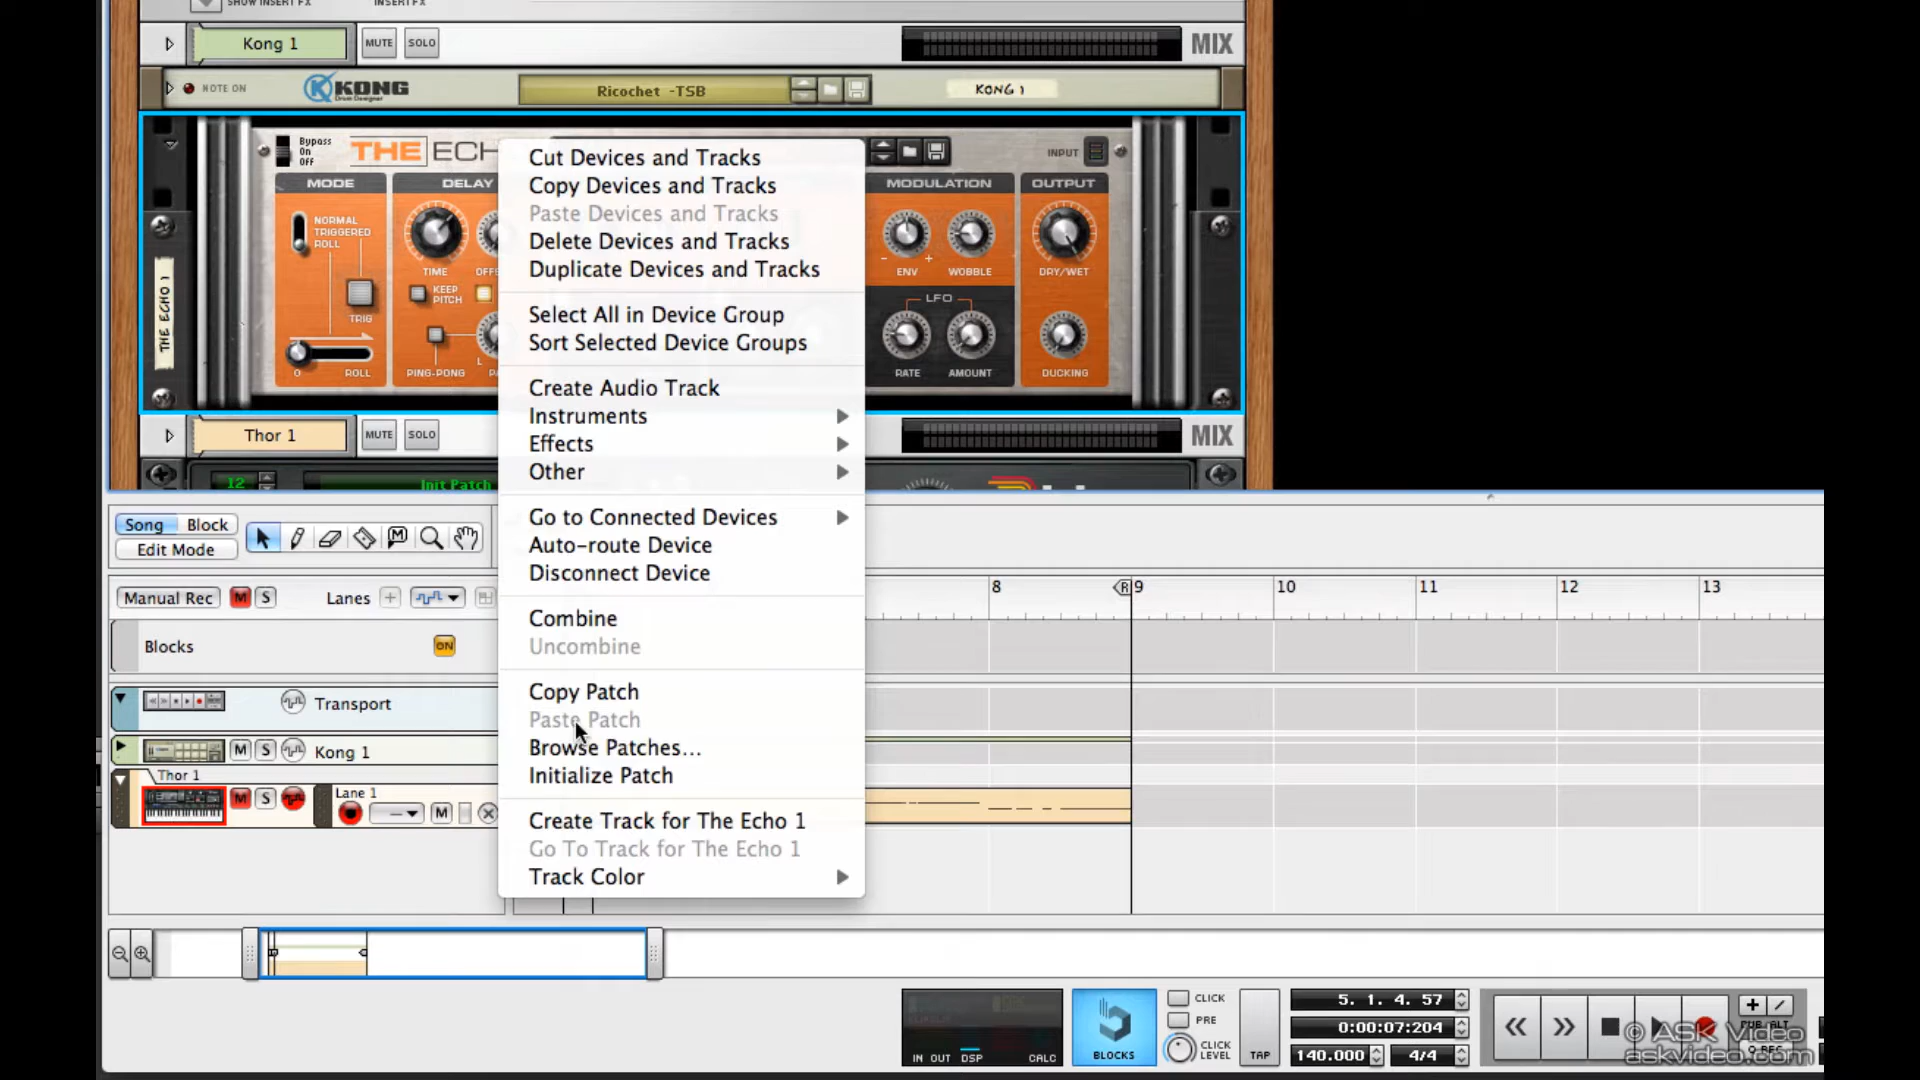 SHOW INSERT FX
INSERT FX
Kong 1
MUTE
SOLO
MIX
NOTE ON
KONG
Drum Designer
Ricochet -TSB
KONG 1
Bypass
On
Off
THE ECH
INPUT
MODE
DELAY
MODULATION
OUTPUT
NORMAL
TRIGGERED
ROLL
TIME
OFFS
ENV
WOBBLE
DRY/WET
KEEP
PITCH
TRIG
LFO
THE ECHO 1
O
ROLL
PING-PONG
L
RATE
AMOUNT
DUCKING
Cut Devices and Tracks
Copy Devices and Tracks
Paste Devices and Tracks
Delete Devices and Tracks
Duplicate Devices and Tracks
Select All in Device Group
Sort Selected Device Groups
Create Audio Track
Instruments
Effects
Other
Go to Connected Devices
Auto-route Device
Disconnect Device
Combine
Uncombine
Copy Patch
Paste Patch
Browse Patches...
Initialize Patch
Create Track for The Echo 1
Go To Track for The Echo 1
Track Color
Thor 1
MUTE
SOLO
MIX
12
Init Patch
Song
Block
Edit Mode
M
Manual Rec
M
S
Lanes
+
8
R
9
10
11
12
13
Blocks
ON
Transport
M
S
Kong 1
Thor 1
M
S
Lane 1
M
IN OUT
DSP
CALC
BLOCKS
CLICK
PRE
CLICK
LEVEL
TAP
5. 1. 4. 57
0:00:07:204
140.000
4/4
© ASK Video
askvideo.com